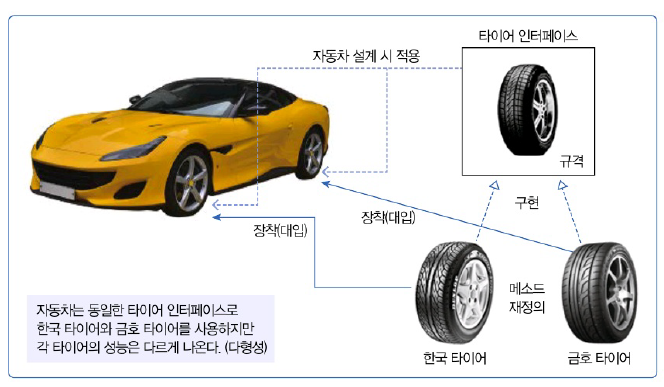 타이어 인터페이스
자동차 설계 시 적용
규격
구현
장착(대입)
장착(대입)
메소드
재정의
한국 타이어
금호 타이어
자동차는 동일한 타이어 인터페이스로
한국 타이어와 금호 타이어를 사용하지만
각 타이어의 성능은 다르게 나온다. (다형성)